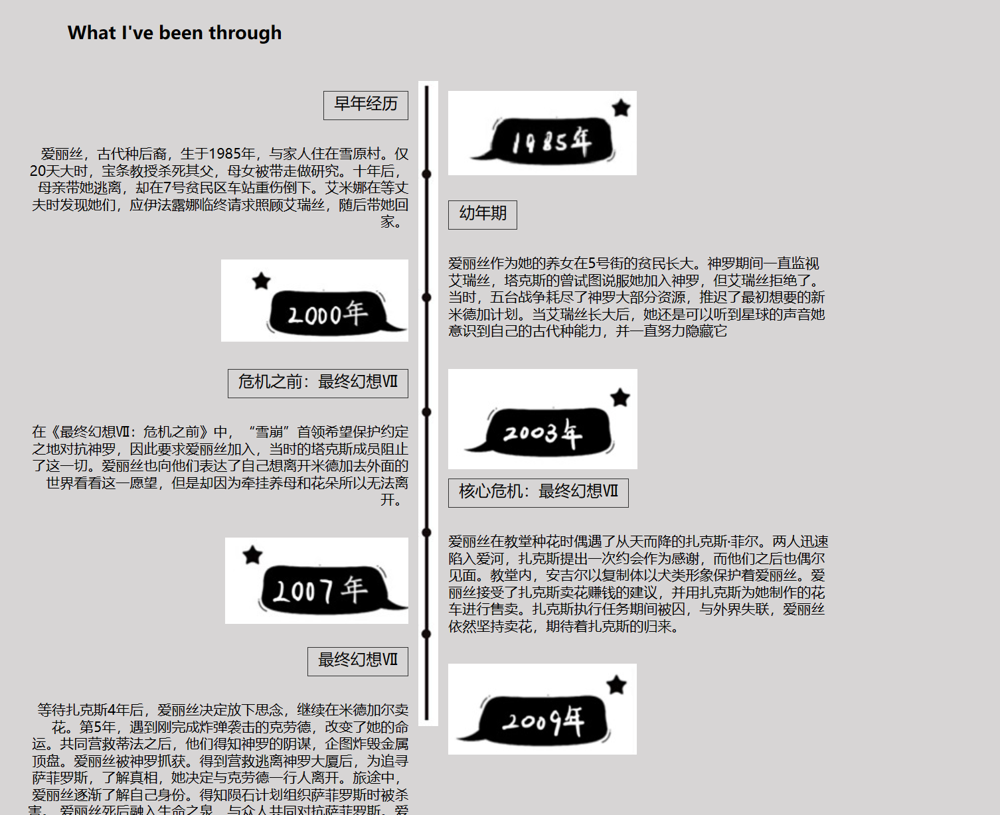 What I've been through
早年经历
1985年
爱丽丝，古代种后裔，生于1985年，与家人住在雪原村。仅
20天大时，宝条教授杀死其父，母女被带走做研究。十年后，
母亲带她逃离，却在7号贫民区车站重伤倒下。艾米娜在等丈
夫时发现她们，应伊法露娜临终请求照顾艾瑞丝，随后带她回
家。
2000年
幼年期
爱丽丝作为她的养女在5号街的贫民长大。神罗期间一直监视
艾瑞丝，塔克斯的曾试图说服她加入神罗，但艾瑞丝拒绝了。
当时，五台战争耗尽了神罗大部分资源，推迟了最初想要的新
米德加计划。当艾瑞丝长大后，她还是可以听到星球的声音她
意识到自己的古代种能力，并一直努力隐藏它
危机之前：最终幻想Ⅶ
2003年
在《最终幻想Ⅶ：危机之前》中，“雪崩”首领希望保护约定
之地对抗神罗，因此要求爱丽丝加入，当时的塔克斯成员阻止
了这一切。爱丽丝也向他们表达了自己想离开米德加去外面的
世界看看这一愿望，但是却因为牵挂养母和花朵所以无法离
开。
2007年
核心危机：最终幻想Ⅶ
爱丽丝在教堂种花时偶遇了从天而降的扎克斯·菲尔。两人迅速
陷入爱河，扎克斯提出一次约会作为感谢，而他们之后也偶尔
见面。教堂内，安吉尔以复制体以犬类形象保护着爱丽丝。爱
丽丝接受了扎克斯卖花赚钱的建议，并用扎克斯为她制作的花
车进行售卖。扎克斯执行任务期间被囚，与外界失联，爱丽丝
依然坚持卖花，期待着扎克斯的归来。
最终幻想Ⅶ
2009年
等待扎克斯4年后，爱丽丝决定放下思念，继续在米德加尔卖
花。第5年，遇到刚完成炸弹袭击的克劳德，改变了她的命
运。共同营救蒂法之后，他们得知神罗的阴谋，企图炸毁金属
顶盘。爱丽丝被神罗抓获。得到营救逃离神罗大厦后，为追寻
萨菲罗斯，了解真相，她决定与克劳德一行人离开。旅途中，
爱丽丝逐渐了解自己身份。得知陨石计划组织萨菲罗斯时被杀
害。爱丽丝死后融入生命之泉，与众人共同对抗萨菲罗斯。爱